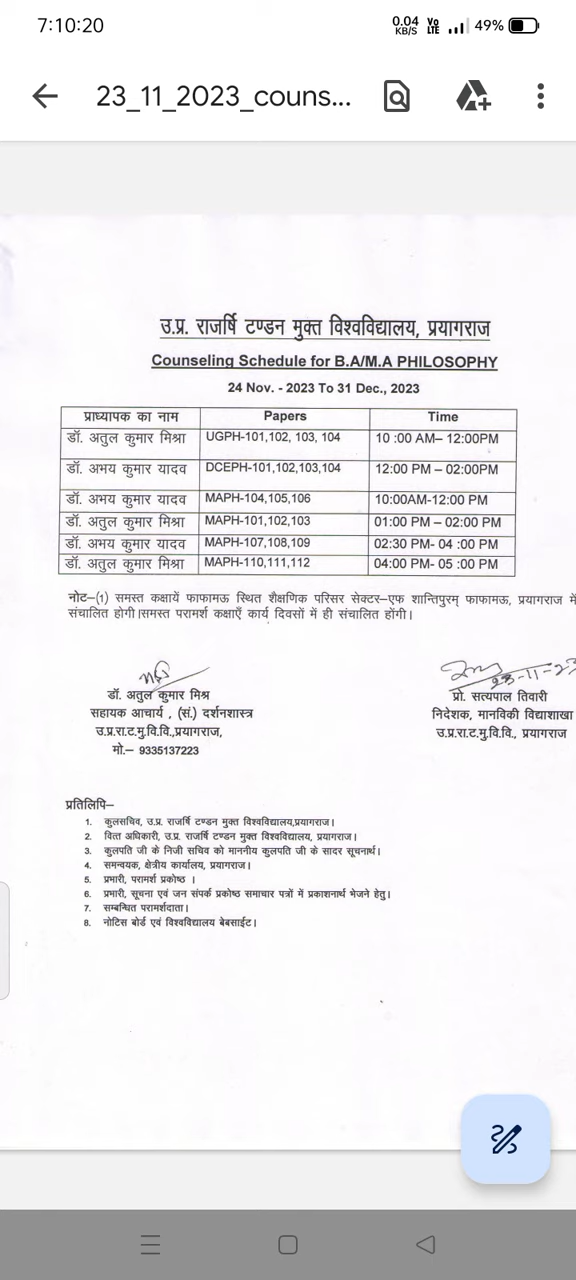 7:10:20
0.04 KB/S Vo LTE 49%
23_11_2023_couns...
उ.प्र. राजर्षि टण्डन मुक्त विश्वविद्यालय, प्रयागराज
Counseling Schedule for B.A/M.A PHILOSOPHY
24 Nov. - 2023 To 31 Dec., 2023
प्राध्यापक का नाम Papers Time
डॉ. अतुल कुमार मिश्रा UGPH-101,102, 103, 104 10 :00 AM– 12:00PM
डॉ. अभय कुमार यादव DCEPH-101,102,103,104 12:00 PM – 02:00PM
डॉ. अभय कुमार यादव MAPH-104,105,106 10:00AM-12:00 PM
डॉ. अतुल कुमार मिश्रा MAPH-101,102,103 01:00 PM – 02:00 PM
डॉ. अभय कुमार यादव MAPH-107,108,109 02:30 PM- 04 :00 PM
डॉ. अतुल कुमार मिश्रा MAPH-110,111,112 04:00 PM- 05 :00 PM
नोट–(1) समस्त कक्षायें फाफामऊ स्थित शैक्षणिक परिसर सेक्टर–एफ शान्तिपुरम् फाफामऊ, प्रयागराज में
संचालित होगी।समस्त परामर्श कक्षाएँ कार्य दिवसों में ही संचालित होंगी।
23-11-23
डॉ. अतुल कुमार मिश्र
सहायक आचार्य , (सं.) दर्शनशास्त्र
उ.प्र.रा.ट.मु.वि.वि.,प्रयागराज,
मो.– 9335137223
प्रो. सत्यपाल तिवारी
निदेशक, मानविकी विद्याशाखा
उ.प्र.रा.ट.मु.वि.वि., प्रयागराज
प्रतिलिपि–
1. कुलसचिव, उ.प्र. राजर्षि टण्डन मुक्त विश्वविद्यालय,प्रयागराज।
2. वित्त अधिकारी, उ.प्र. राजर्षि टण्डन मुक्त विश्वविद्यालय, प्रयागराज।
3. कुलपति जी के निजी सचिव को माननीय कुलपति जी के सादर सूचनार्थ।
4. समन्वयक, क्षेत्रीय कार्यालय, प्रयागराज।
5. प्रभारी, परामर्श प्रकोष्ठ ।
6. प्रभारी, सूचना एवं जन संपर्क प्रकोष्ठ समाचार पत्रों में प्रकाशनार्थ भेजने हेतु।
7. सम्बन्धित परामर्शदाता।
8. नोटिस बोर्ड एवं विश्वविद्यालय बेबसाईट।